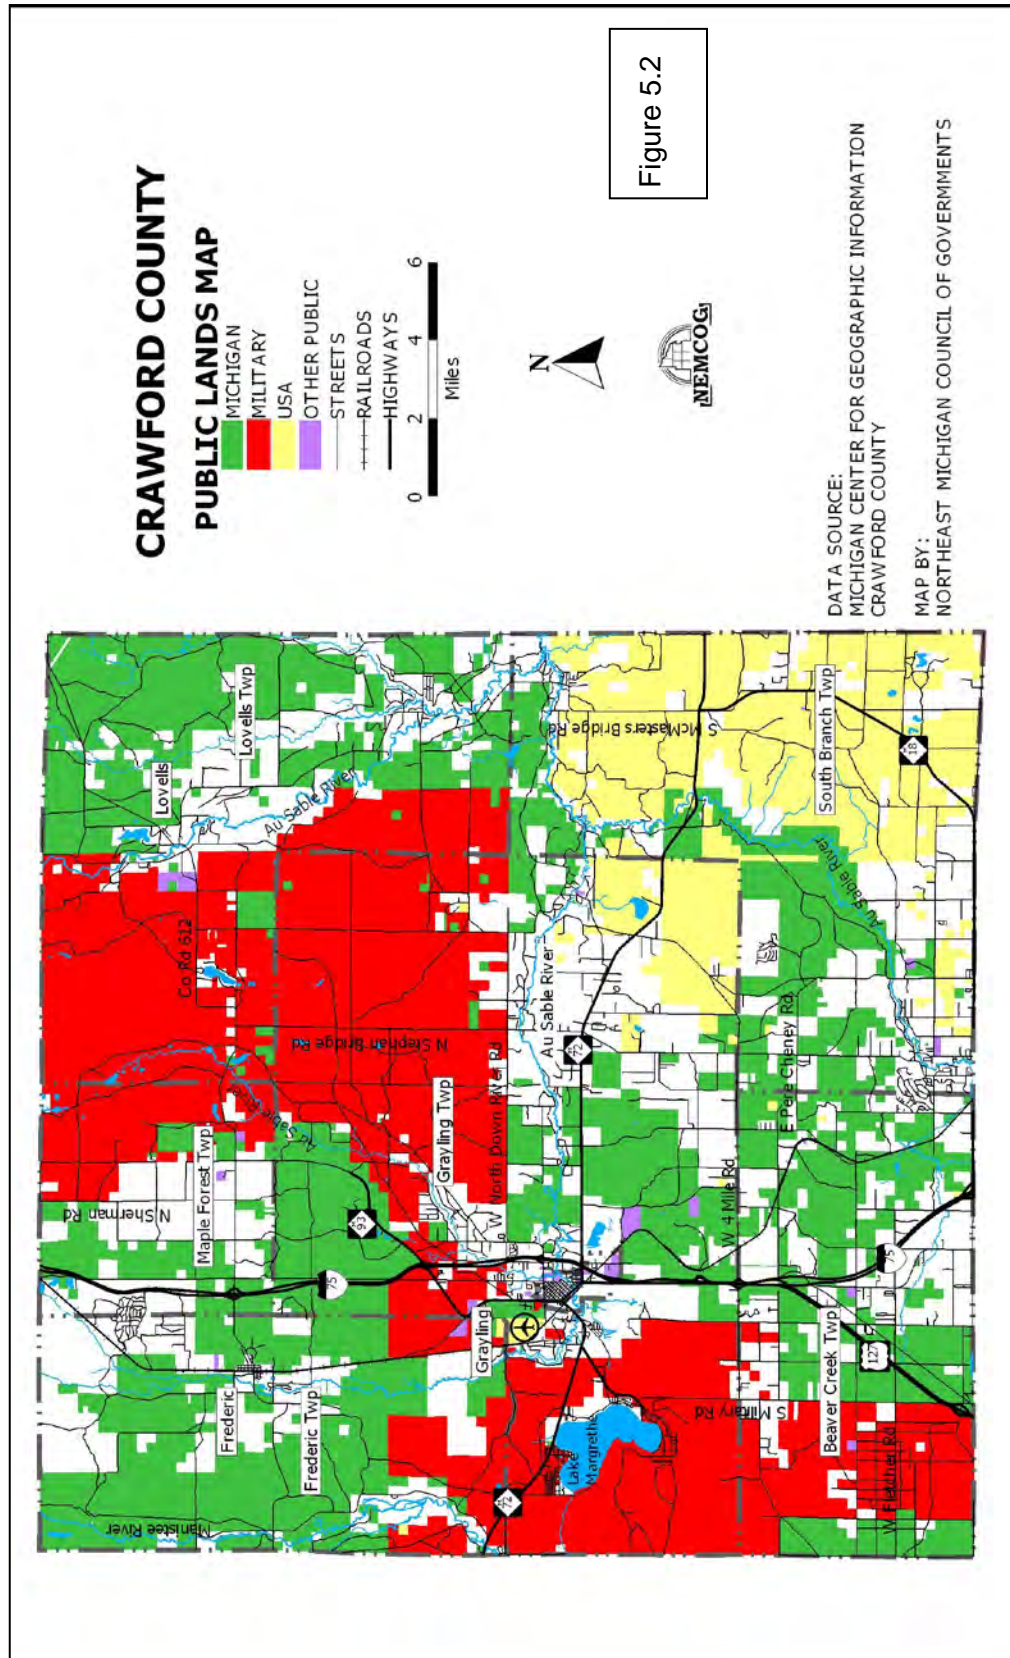 CRAWFORD COUNTY
PUBLIC LANDS MAP
MICHIGAN
MILITARY
USA
OTHER PUBLIC
STREETS
RAILROADS
HIGHWAYS
0 2 4 6
Miles
N
NEMCOG
Figure 5.2
DATA SOURCE:
MICHIGAN CENTER FOR GEOGRAPHIC INFORMATION
CRAWFORD COUNTY
MAP BY:
NORTHEAST MICHIGAN COUNCIL OF GOVERNMENTS
Manistee River
Frederic
Frederic Twp
N Sherman Rd
Maple Forest Twp
75
93
Au Sable River
Co Rd 612
N Stephan Bridge Rd
Lovells
Lovells Twp
Au Sable River
Grayling Twp
W North Down River Rd
Grayling
72
Lake
Margrethe
Au Sable River
72
S McMasters Bridge Rd
S Military Rd
W 4 Mile Rd
E Pere Cheney Rd
South Branch Twp
Au Sable River
Beaver Creek Twp
127
W Fletcher Rd
75
18